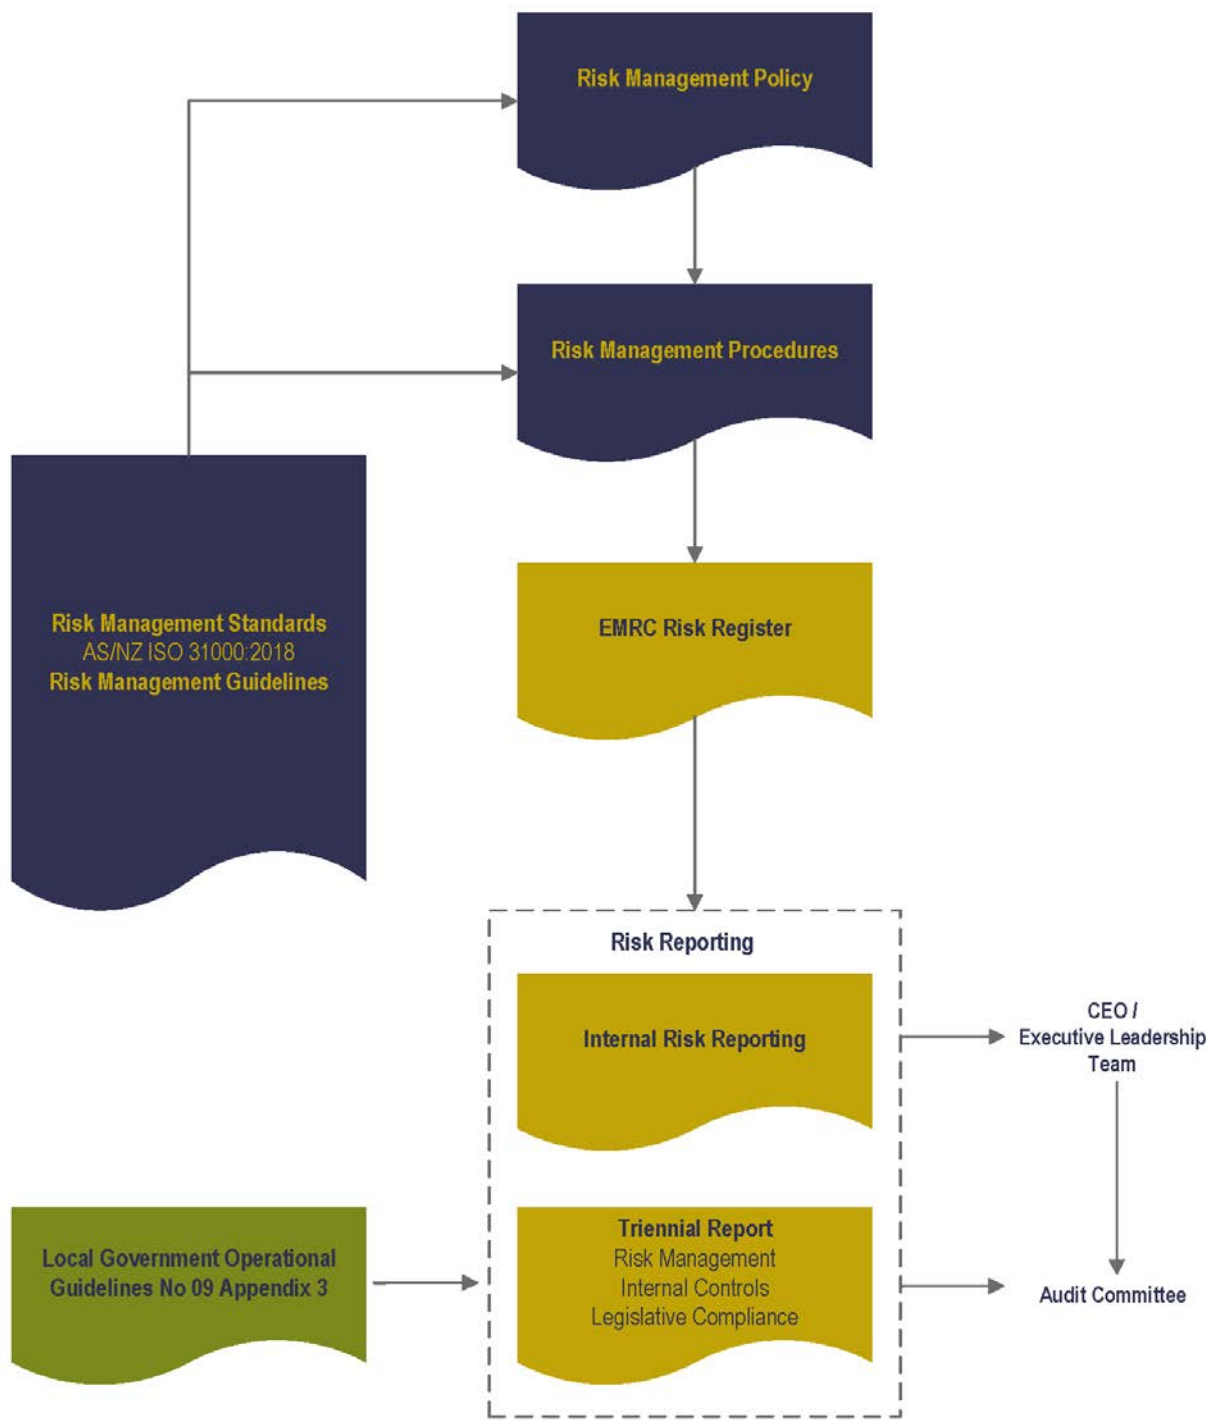 Risk Management Policy
Risk Management Procedures
Risk Management Standards
AS/NZ ISO 31000:2018
Risk Management Guidelines
EMRC Risk Register
Risk Reporting
Internal Risk Reporting
CEO /
Executive Leadership
Team
Local Government Operational
Guidelines No 09 Appendix 3
Triennial Report
Risk Management
Internal Controls
Legislative Compliance
Audit Committee